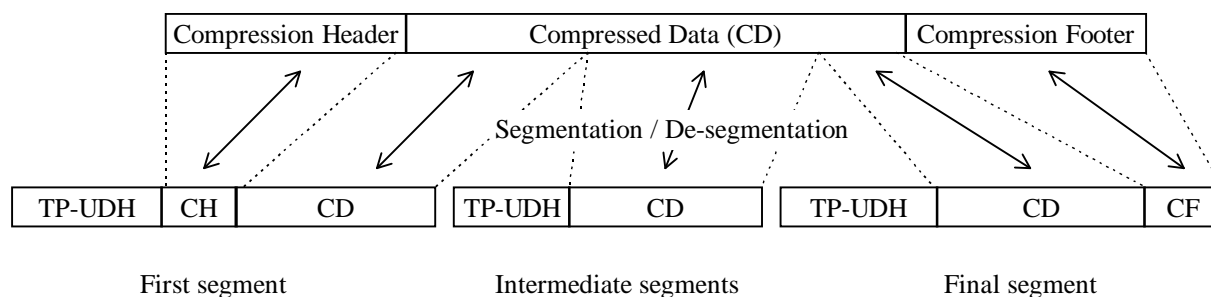 Compression Header Compressed Data (CD) Compression Footer
Segmentation / De-segmentation
TP-UDH CH CD TP-UDH CD TP-UDH CD CF
First segment Intermediate segments Final segment